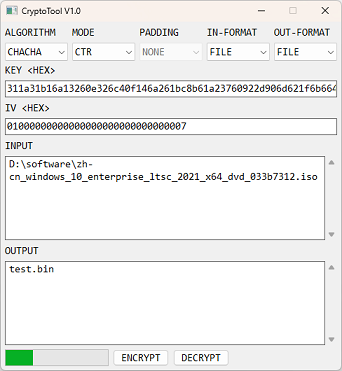 CryptoTool V1.0
ALGORITHM MODE PADDING IN-FORMAT OUT-FORMAT
CHACHA CTR NONE FILE FILE
KEY <HEX>
311a31b16a13260e326c40f146a261bc8b61a23760922d906d621f6b664
IV <HEX>
01000000000000000000000000000007
INPUT
D:\software\zh-
cn_windows_10_enterprise_ltsc_2021_x64_dvd_033b7312.iso
OUTPUT
test.bin
ENCRYPT DECRYPT